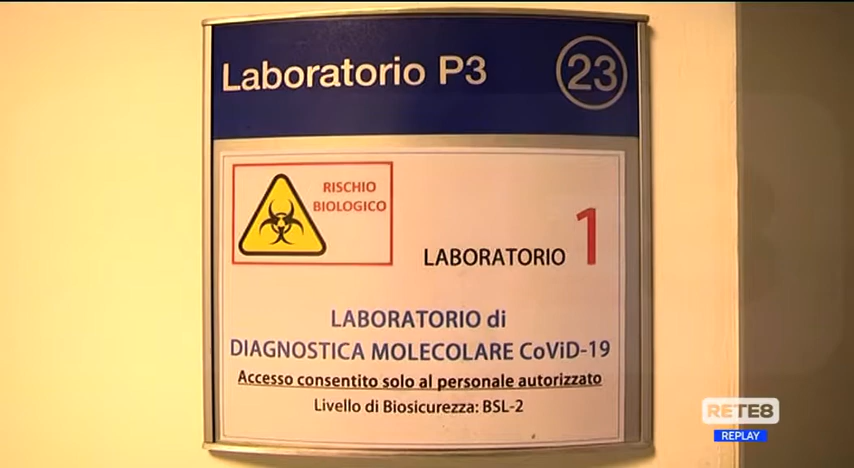 Laboratorio P3
23
RISCHIO
BIOLOGICO
LABORATORIO 1
LABORATORIO di
DIAGNOSTICA MOLECOLARE CoViD-19
Accesso consentito solo al personale autorizzato
Livello di Biosicurezza: BSL-2
RETE8
REPLAY